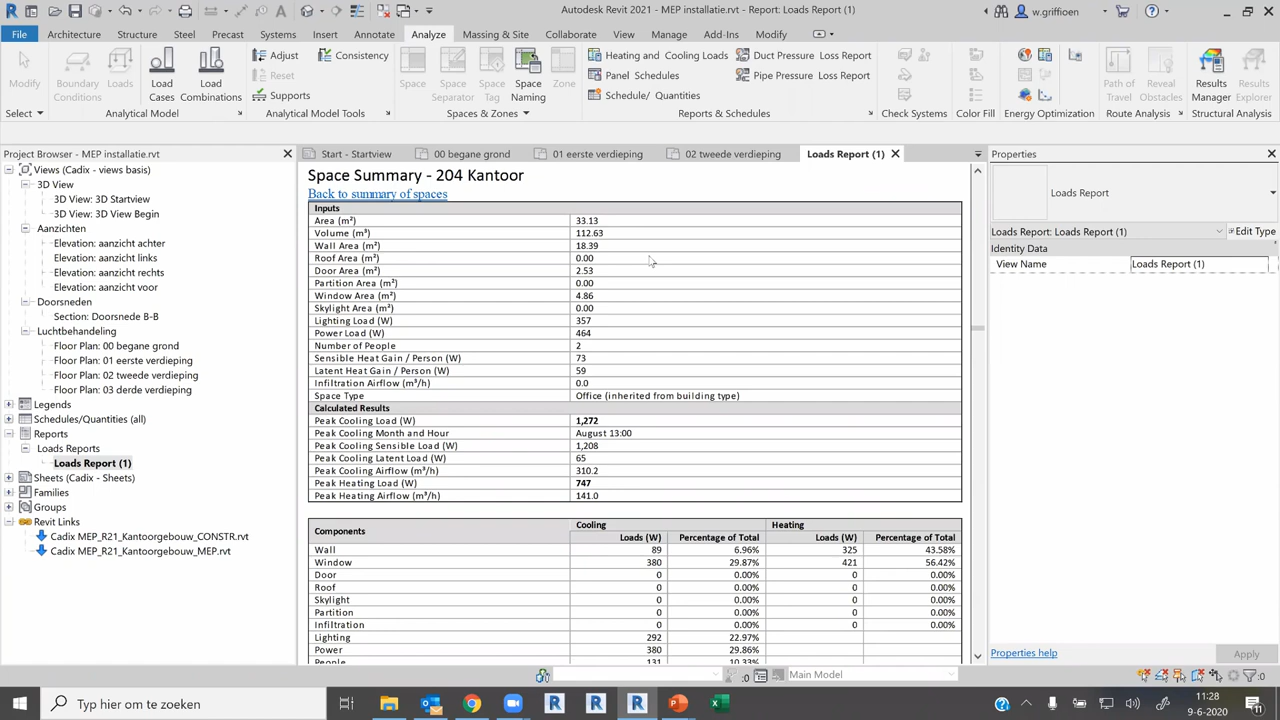 Autodesk Revit 2021 - MEP installatie.rvt - Report: Loads Report (1)
w.griffioen
File Architecture Structure Steel Precast Systems Insert Annotate Analyze Massing & Site Collaborate View Manage Add-Ins Modify
Modify
Boundary Conditions
Loads
Load Cases
Load Combinations
Adjust
Reset
Supports
Consistency
Space
Space Separator
Space Tag
Space Naming
Zone
Heating and Cooling Loads
Panel Schedules
Schedule/ Quantities
Duct Pressure Loss Report
Pipe Pressure Loss Report
Path of Travel
Reveal Obstacles
Results Manager
Results Explorer
Select
Analytical Model
Analytical Model Tools
Spaces & Zones
Reports & Schedules
Check Systems
Color Fill
Energy Optimization
Route Analysis
Structural Analysis
Project Browser - MEP installatie.rvt
Views (Cadix - views basis)
3D View
3D View: 3D Startview
3D View: 3D View Begin
Aanzichten
Elevation: aanzicht achter
Elevation: aanzicht links
Elevation: aanzicht rechts
Elevation: aanzicht voor
Doorsneden
Section: Doorsnede B-B
Luchtbehandeling
Floor Plan: 00 begane grond
Floor Plan: 01 eerste verdieping
Floor Plan: 02 tweede verdieping
Floor Plan: 03 derde verdieping
Legends
Schedules/Quantities (all)
Reports
Loads Reports
Loads Report (1)
Sheets (Cadix - Sheets)
Families
Groups
Revit Links
Cadix MEP_R21_Kantoorgebouw_CONSTR.rvt
Cadix MEP_R21_Kantoorgebouw_MEP.rvt
Start - Startview
00 begane grond
01 eerste verdieping
02 tweede verdieping
Loads Report (1)
Space Summary - 204 Kantoor
Back to summary of spaces
Inputs
Area (m²) 33.13
Volume (m³) 112.63
Wall Area (m²) 18.39
Roof Area (m²) 0.00
Door Area (m²) 2.53
Partition Area (m²) 0.00
Window Area (m²) 4.86
Skylight Area (m²) 0.00
Lighting Load (W) 357
Power Load (W) 464
Number of People 2
Sensible Heat Gain / Person (W) 73
Latent Heat Gain / Person (W) 59
Infiltration Airflow (m³/h) 0.0
Space Type Office (inherited from building type)
Calculated Results
Peak Cooling Load (W) 1,272
Peak Cooling Month and Hour August 13:00
Peak Cooling Sensible Load (W) 1,208
Peak Cooling Latent Load (W) 65
Peak Cooling Airflow (m³/h) 310.2
Peak Heating Load (W) 747
Peak Heating Airflow (m³/h) 141.0
Components Cooling Heating
Loads (W) Percentage of Total Loads (W) Percentage of Total
Wall 89 6.96% 325 43.58%
Window 380 29.87% 421 56.42%
Door 0 0.00% 0 0.00%
Roof 0 0.00% 0 0.00%
Skylight 0 0.00% 0 0.00%
Partition 0 0.00% 0 0.00%
Infiltration 0 0.00% 0 0.00%
Lighting 292 22.97%
Power 380 29.86%
People 131 10.33%
Properties
Loads Report
Loads Report: Loads Report (1)
Edit Type
Identity Data
View Name Loads Report (1)
Properties help
Apply
:0
Main Model
:0
Typ hier om te zoeken
11:28
9-6-2020
11